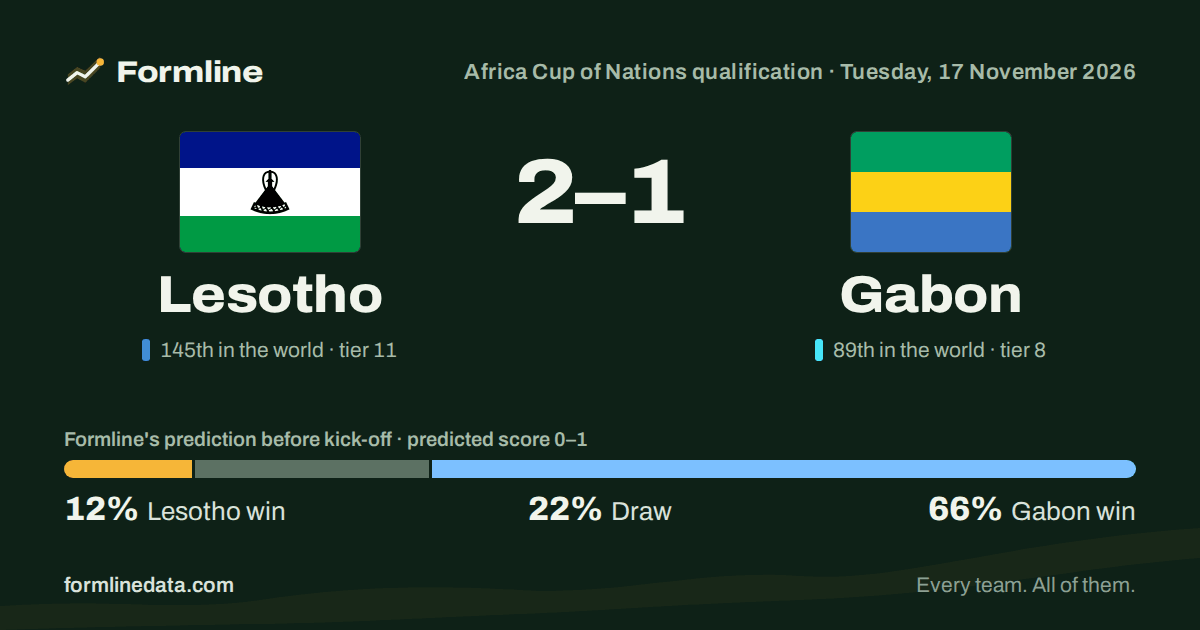 Formline
Africa Cup of Nations qualification · Tuesday, 17 November 2026
2–1
Lesotho
Gabon
145th in the world · tier 11
89th in the world · tier 8
Formline's prediction before kick-off · predicted score 0–1
12% Lesotho win
22% Draw
66% Gabon win
formlinedata.com
Every team. All of them.